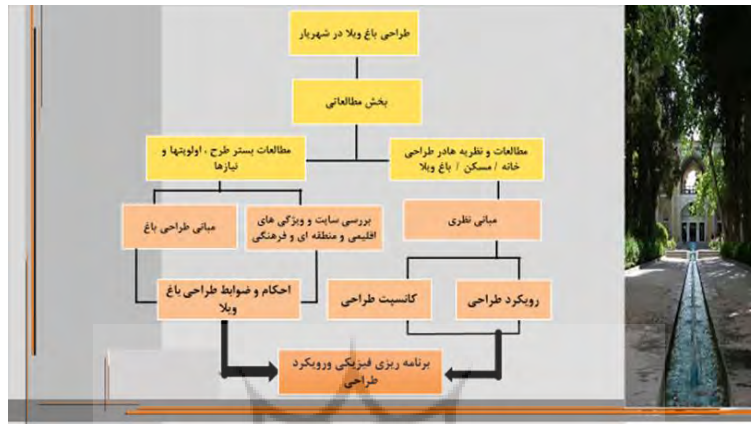 طراحی باغ ویلا در شهریار
بخش مطالعاتی
مطالعات و نظریه هادر طراحی
خانه / مسکن / باغ ویلا
مطالعات بستر طرح ، اولویتها و
نیازها
مبانی نظری
بررسی سایت و ویژگی های
اقلیمی و منطقه ای و فرهنگی
مبانی طراحی باغ
رویکرد طراحی
کانسپت طراحی
احکام و ضوابط طراحی باغ
ویلا
برنامه ریزی فیزیکی ورویکرد
طراحی